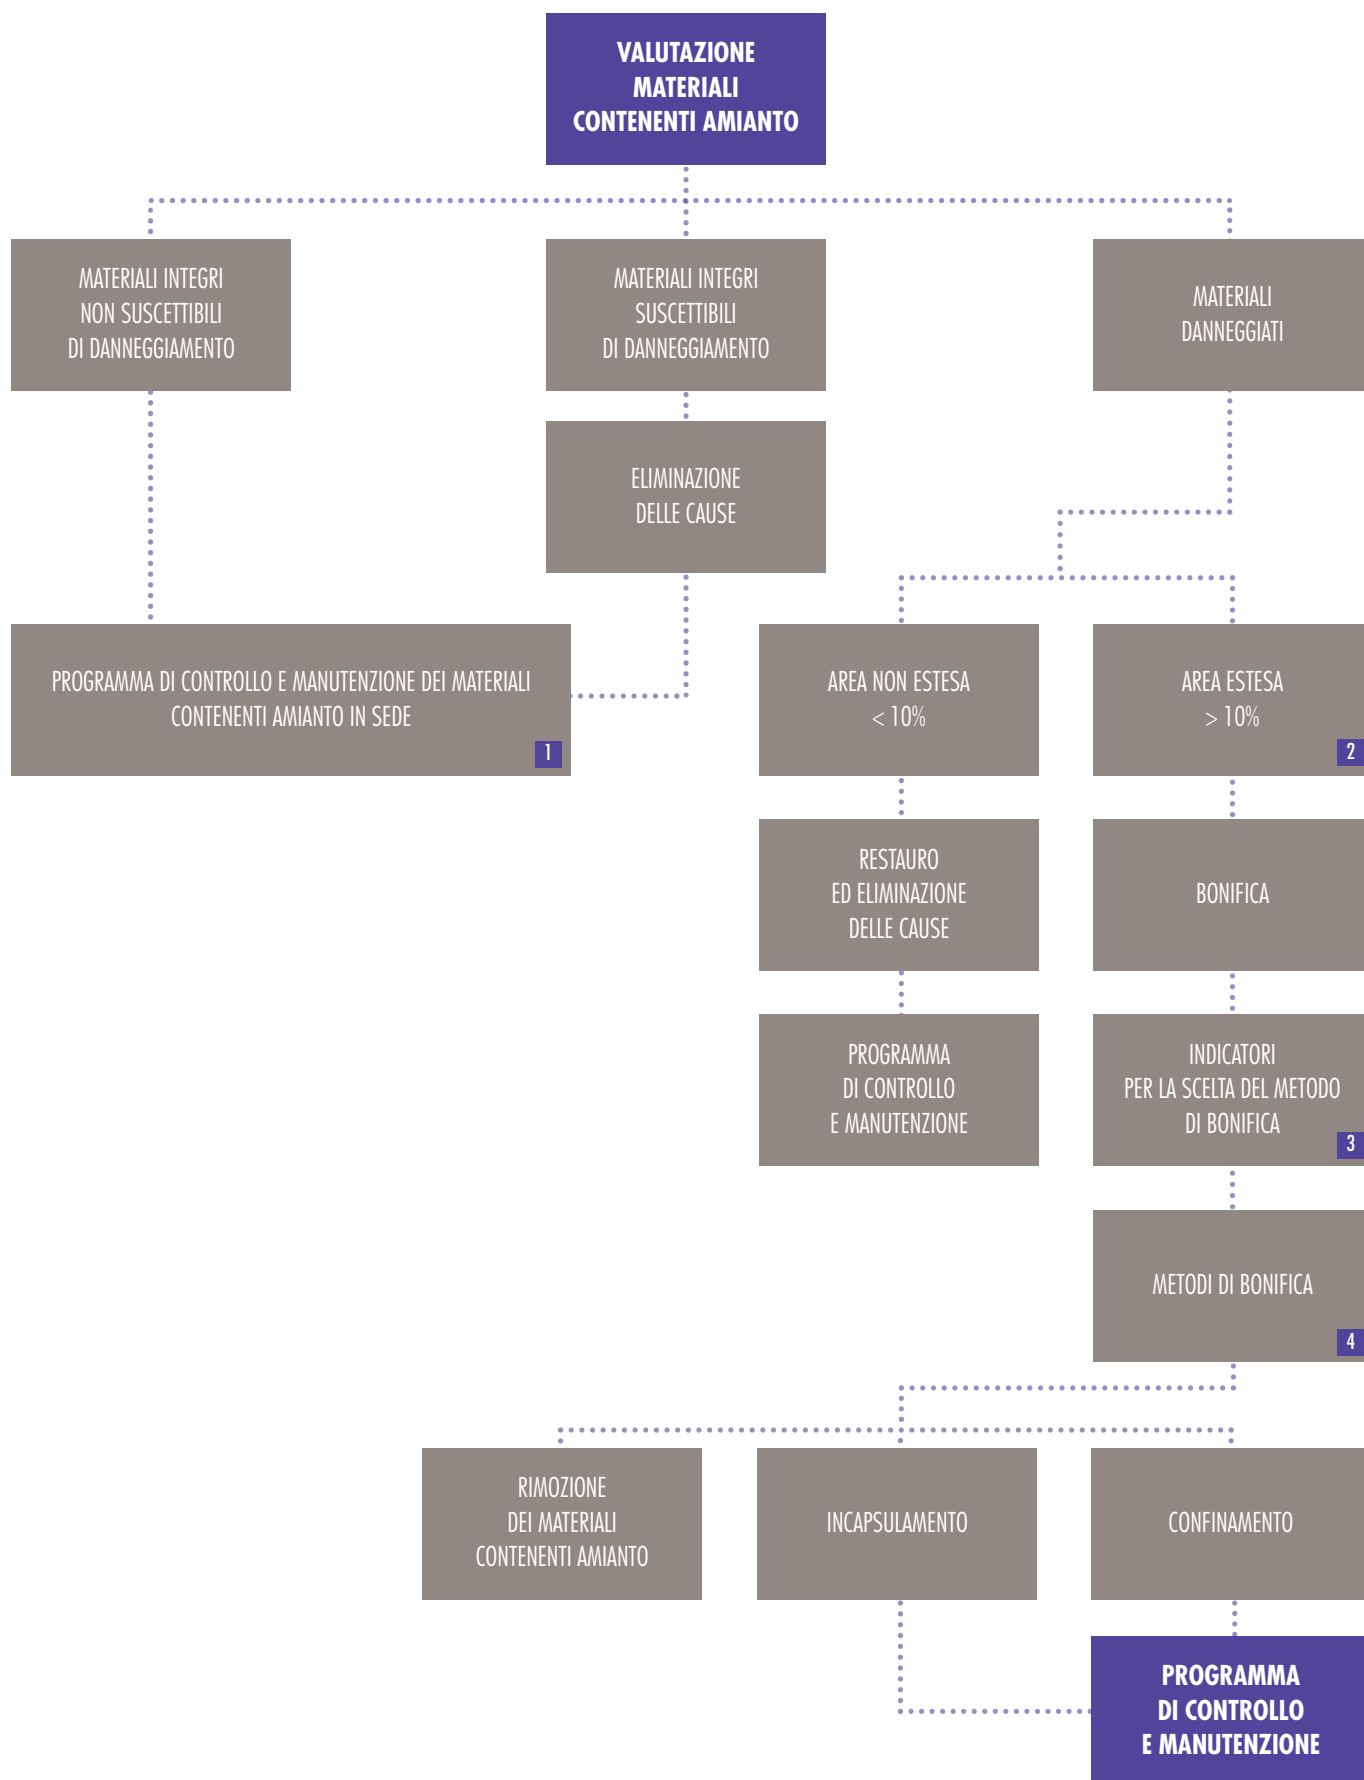 VALUTAZIONE
MATERIALI
CONTENENTI AMIANTO
MATERIALI INTEGRI
NON SUSCETTIBILI
DI DANNEGGIAMENTO
MATERIALI INTEGRI
SUSCETTIBILI
DI DANNEGGIAMENTO
MATERIALI
DANNEGGIATI
ELIMINAZIONE
DELLE CAUSE
PROGRAMMA DI CONTROLLO E MANUTENZIONE DEI MATERIALI
CONTENENTI AMIANTO IN SEDE
1
AREA NON ESTESA
< 10%
AREA ESTESA
> 10%
2
RESTAURO
ED ELIMINAZIONE
DELLE CAUSE
BONIFICA
PROGRAMMA
DI CONTROLLO
E MANUTENZIONE
INDICATORI
PER LA SCELTA DEL METODO
DI BONIFICA
3
METODI DI BONIFICA
4
RIMOZIONE
DEI MATERIALI
CONTENENTI AMIANTO
INCAPSULAMENTO
CONFINAMENTO
PROGRAMMA
DI CONTROLLO
E MANUTENZIONE